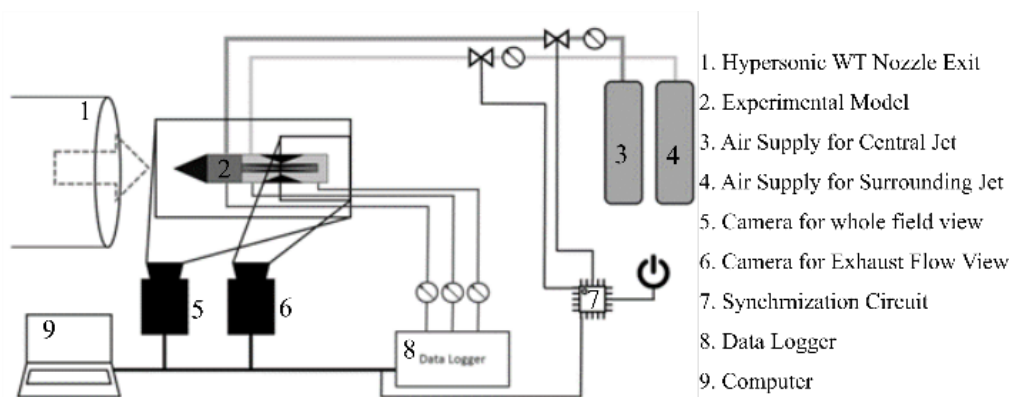 1. Hypersonic WT Nozzle Exit
2. Experimental Model
3. Air Supply for Central Jet
4. Air Supply for Surrounding Jet
5. Camera for whole field view
6. Camera for Exhaust Flow View
7. Synchrnization Circuit
8. Data Logger
9. Computer
1
2
3
4
5
6
7
8
Data Logger
9